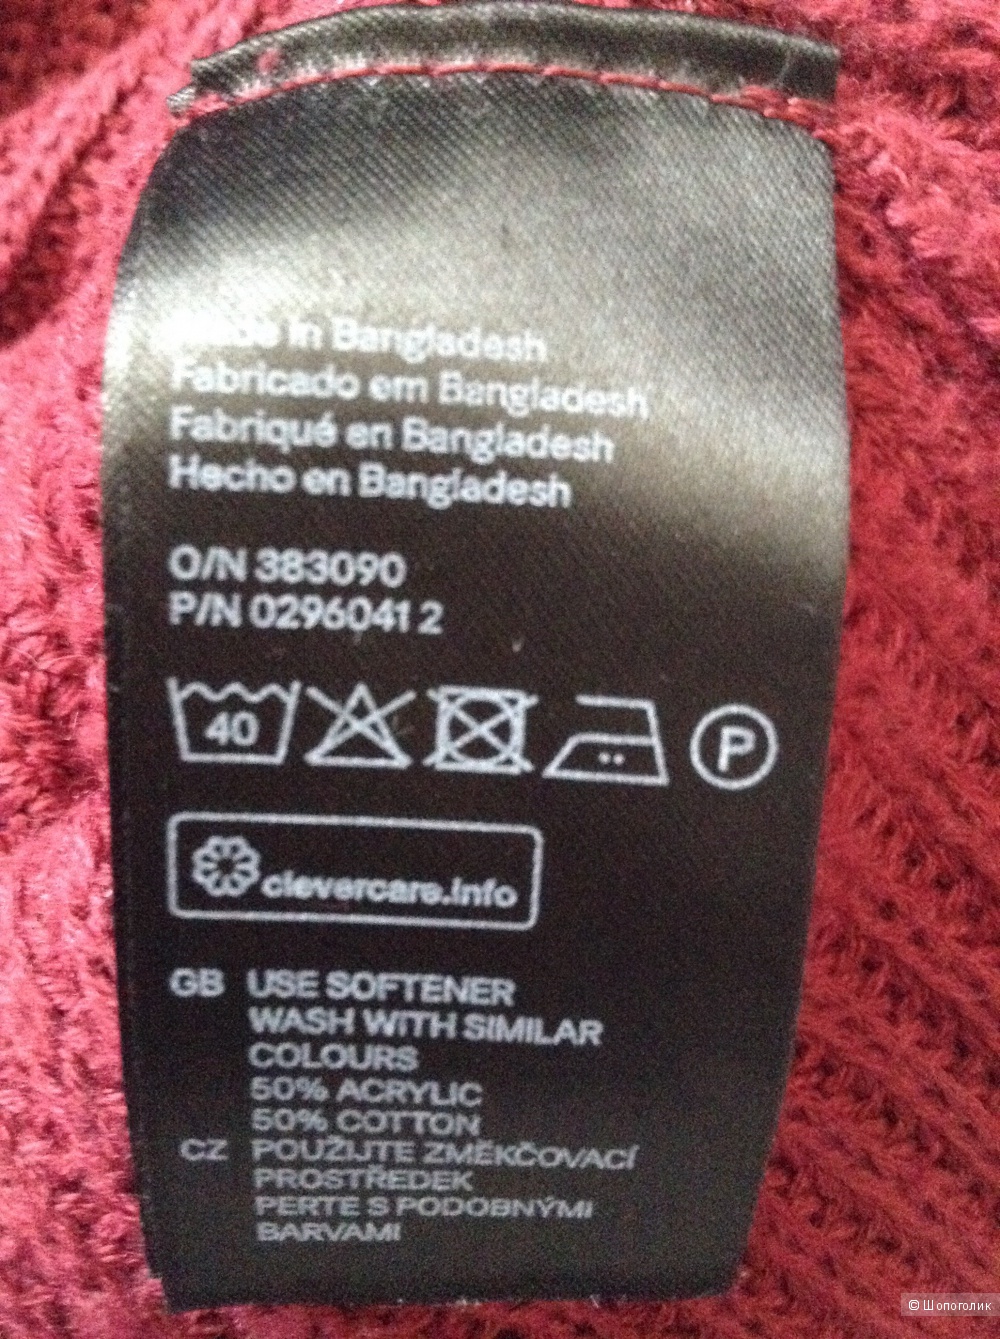 Made in Bangladesh
Fabricado em Bangladesh
Fabriqué en Bangladesh
Hecho en Bangladesh
O/N 383090
P/N 0296041 2
40
P
clevercare.info
GB USE SOFTENER
WASH WITH SIMILAR
COLOURS
50% ACRYLIC
50% COTTON
CZ POUŽIJTE ZMĚKČOVACÍ
PROSTŘEDEK
PERTE S PODOBNÝMI
BARVAMI
© Шопоголик